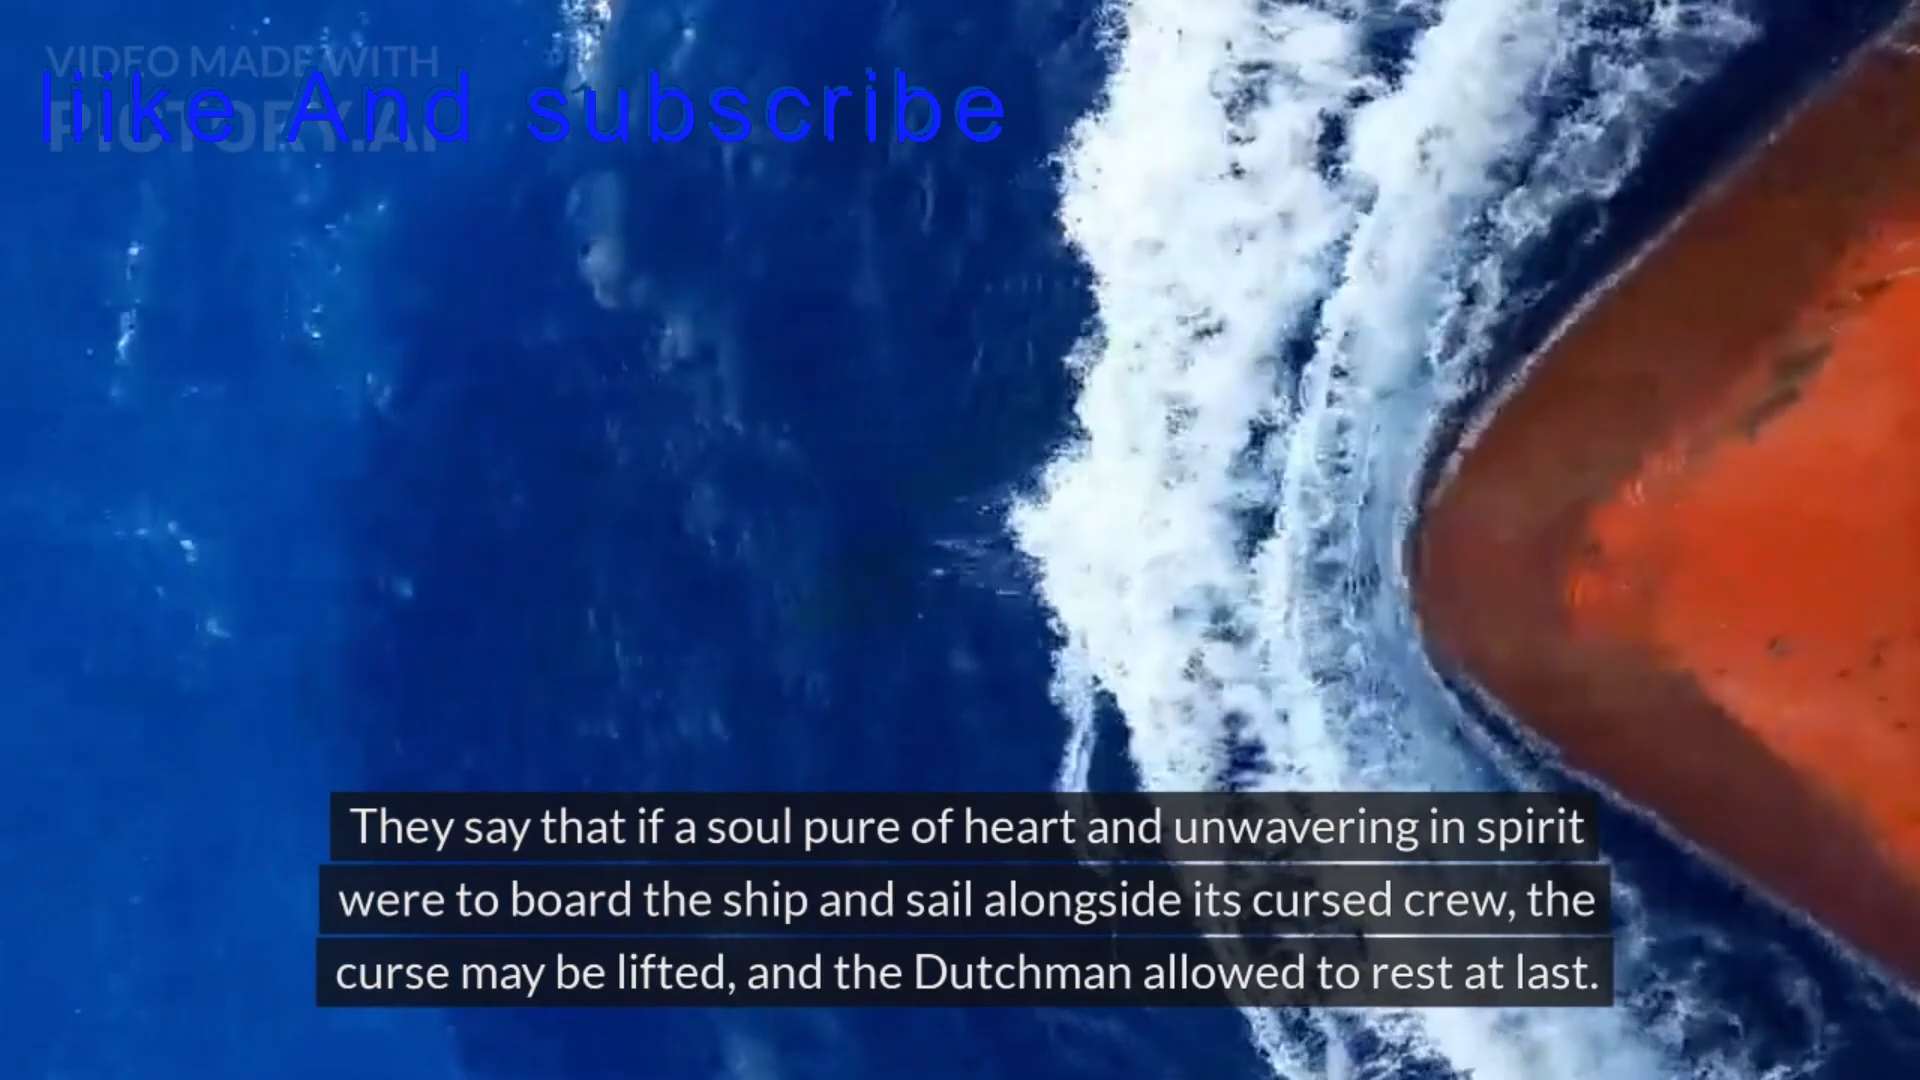 VIDEO MADE WITH
PICTORY.AI
liike And subscribe
They say that if a soul pure of heart and unwavering in spirit
were to board the ship and sail alongside its cursed crew, the
curse may be lifted, and the Dutchman allowed to rest at last.